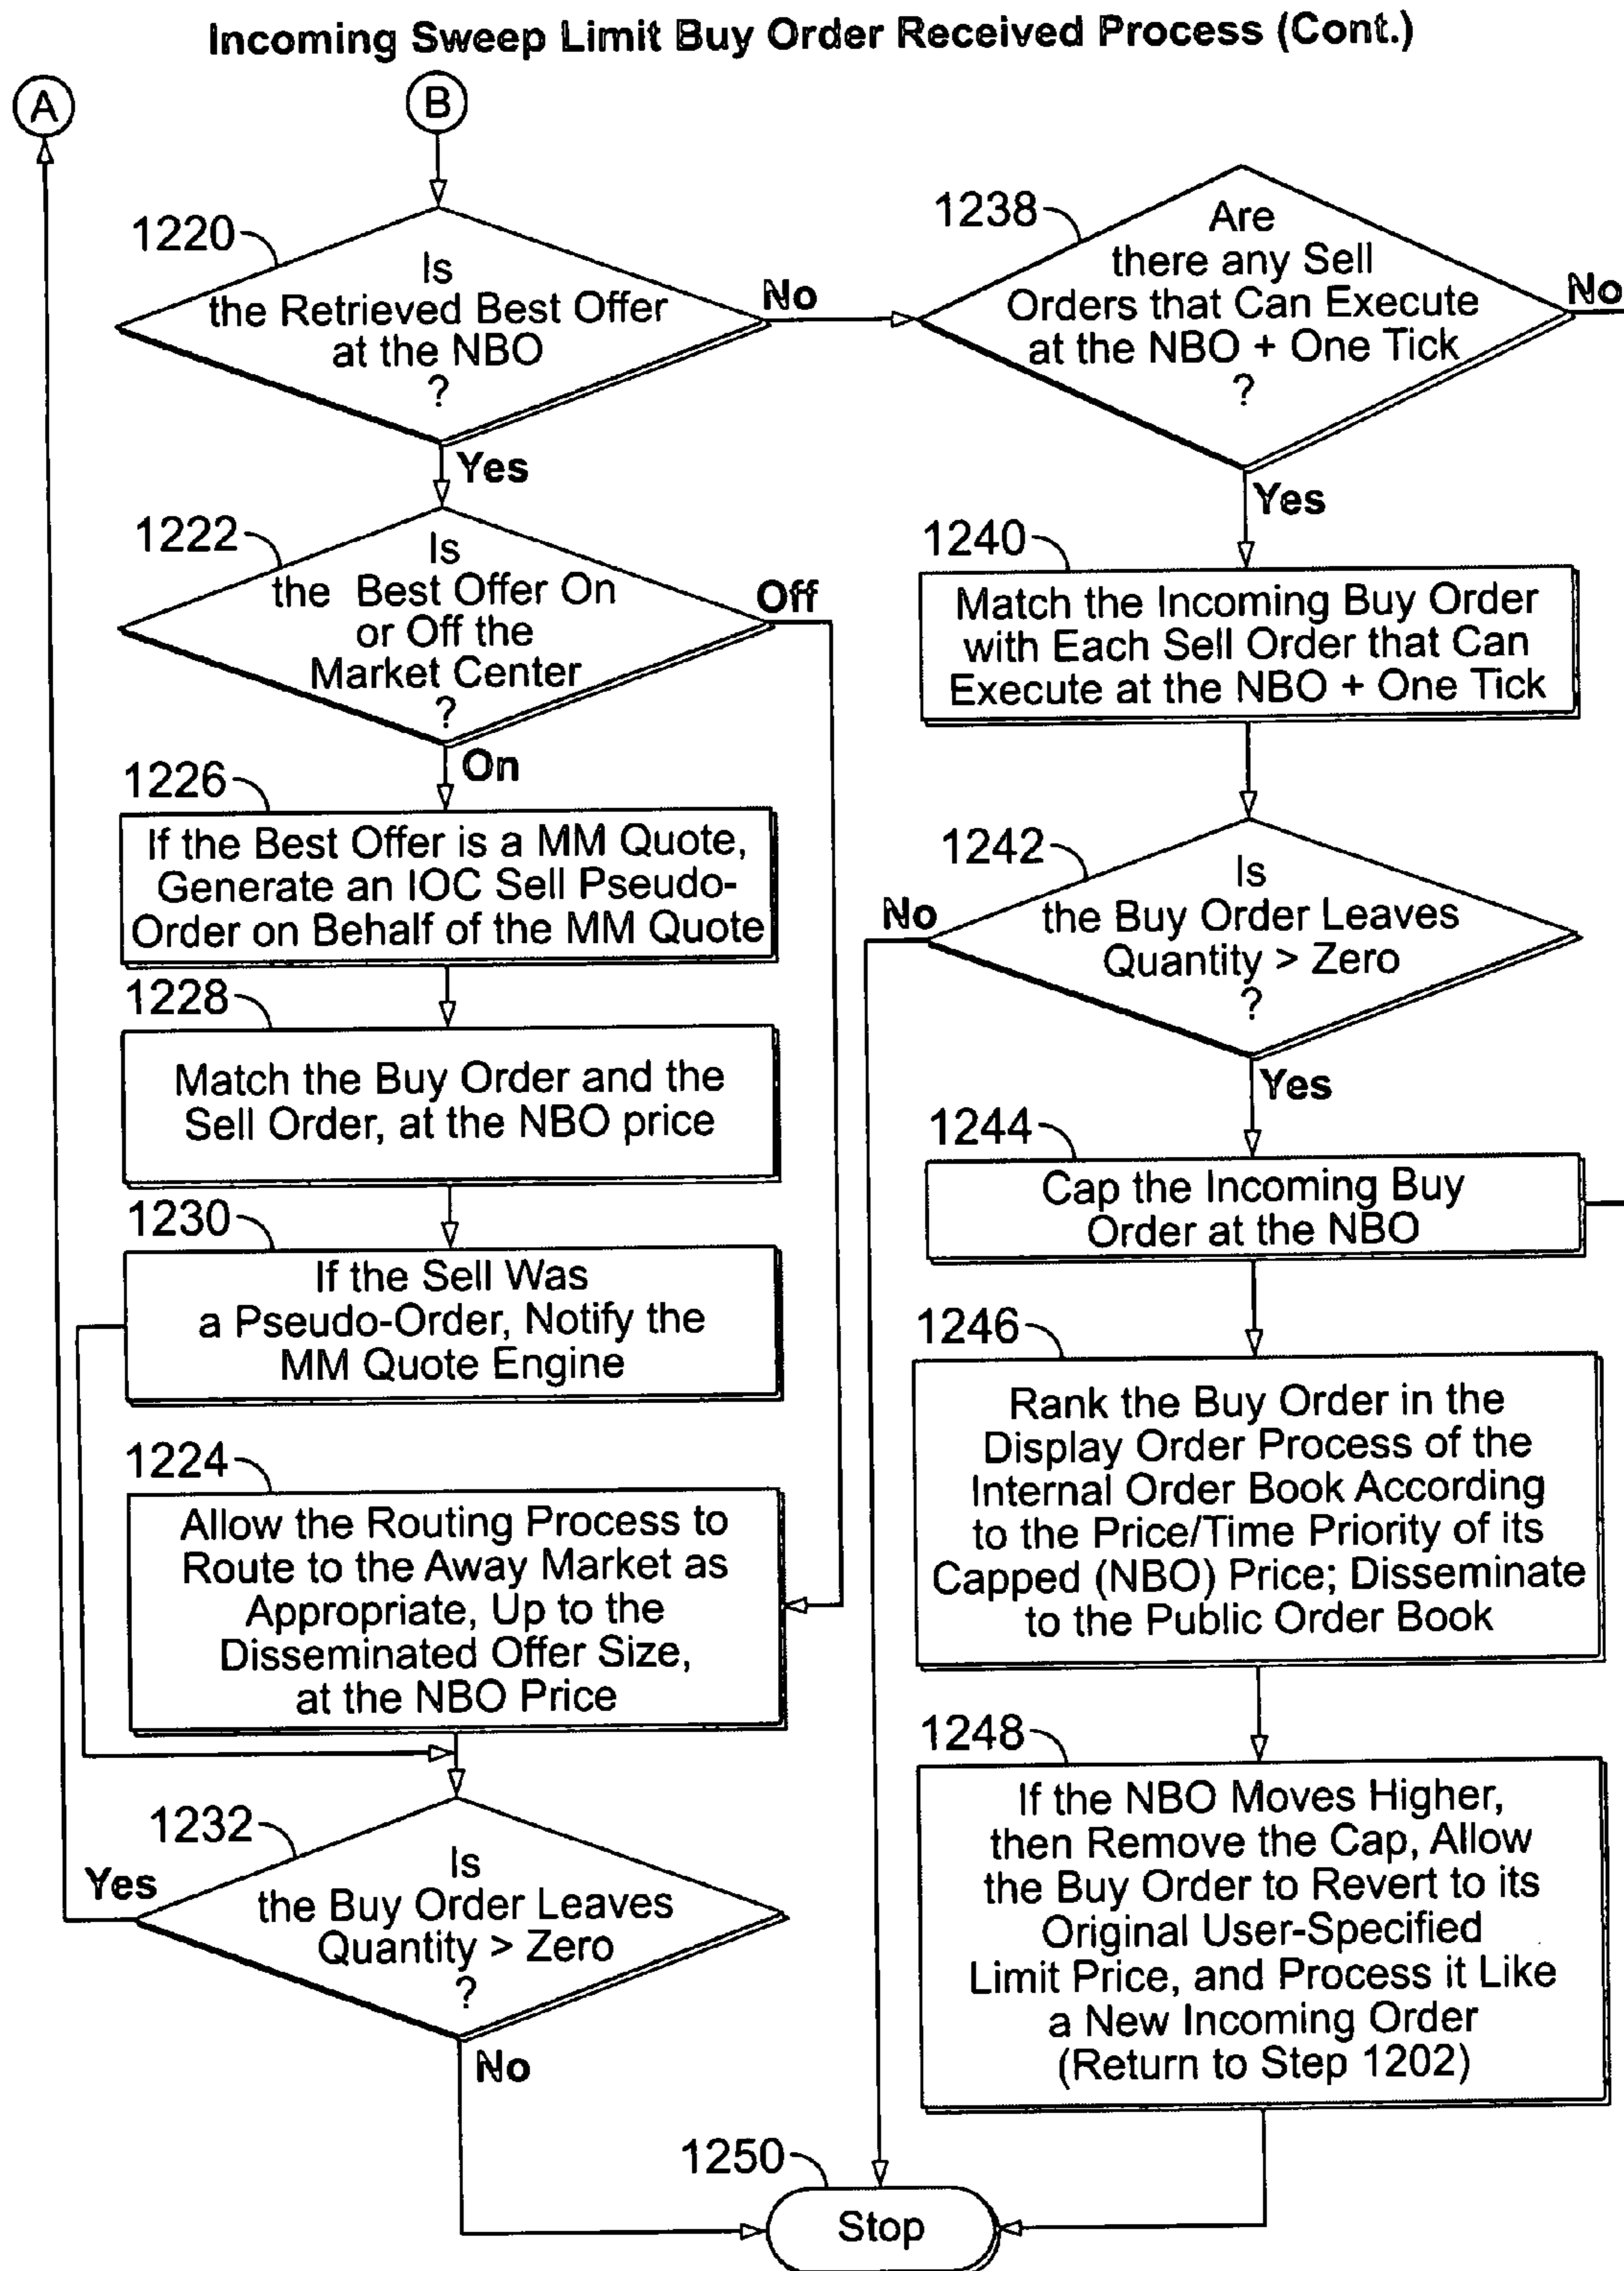 Incoming Sweep Limit Buy Order Received Process (Cont.)
A
B
1220
Is
the Retrieved Best Offer
at the NBO
?
No
Yes
1222
Is
the Best Offer On
or Off the
Market Center
?
Off
On
1226
If the Best Offer is a MM Quote,
Generate an IOC Sell Pseudo-
Order on Behalf of the MM Quote
1228
Match the Buy Order and the
Sell Order, at the NBO price
1230
If the Sell Was
a Pseudo-Order, Notify the
MM Quote Engine
1224
Allow the Routing Process to
Route to the Away Market as
Appropriate, Up to the
Disseminated Offer Size,
at the NBO Price
1232
Is
the Buy Order Leaves
Quantity > Zero
?
Yes
No
1238
Are
there any Sell
Orders that Can Execute
at the NBO + One Tick
?
No
Yes
1240
Match the Incoming Buy Order
with Each Sell Order that Can
Execute at the NBO + One Tick
1242
Is
the Buy Order Leaves
Quantity > Zero
?
No
Yes
1244
Cap the Incoming Buy
Order at the NBO
1246
Rank the Buy Order in the
Display Order Process of the
Internal Order Book According
to the Price/Time Priority of its
Capped (NBO) Price; Disseminate
to the Public Order Book
1248
If the NBO Moves Higher,
then Remove the Cap, Allow
the Buy Order to Revert to its
Original User-Specified
Limit Price, and Process it Like
a New Incoming Order
(Return to Step 1202)
1250
Stop